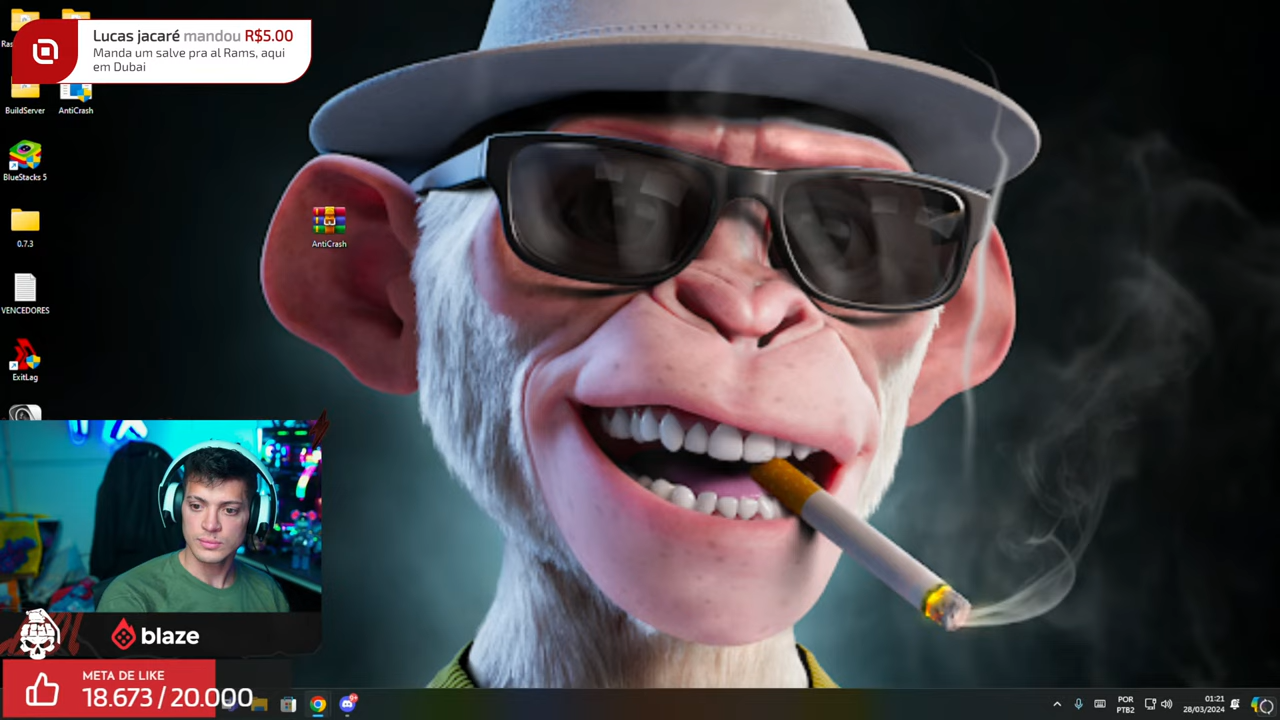 Lucas jacaré mandou R$5.00
Manda um salve pra al Rams, aqui
em Dubai
BuildServer
AntiCrash
BlueStacks 5
AntiCrash
0.7.3
VENCEDORES
ExitLag
blaze
META DE LIKE
18.673 / 20.000
POR
PTB2
01:21
28/03/2024